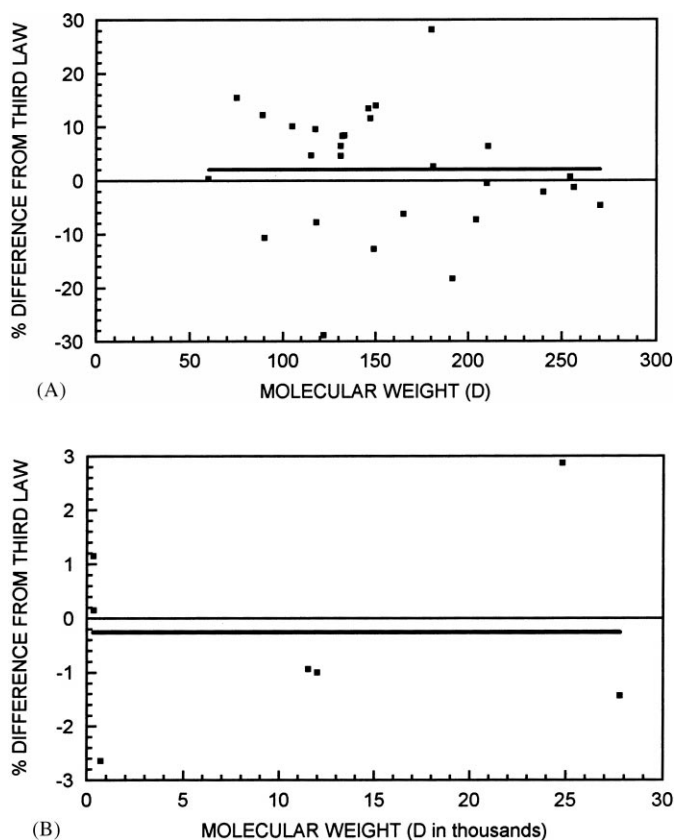 30
20
10
0
-10
-20
-30
% DIFFERENCE FROM THIRD LAW
0 50 100 150 200 250 300
(A) MOLECULAR WEIGHT (D)
3
2
1
0
-1
-2
-3
% DIFFERENCE FROM THIRD LAW
0 5 10 15 20 25 30
(B) MOLECULAR WEIGHT (D in thousands)